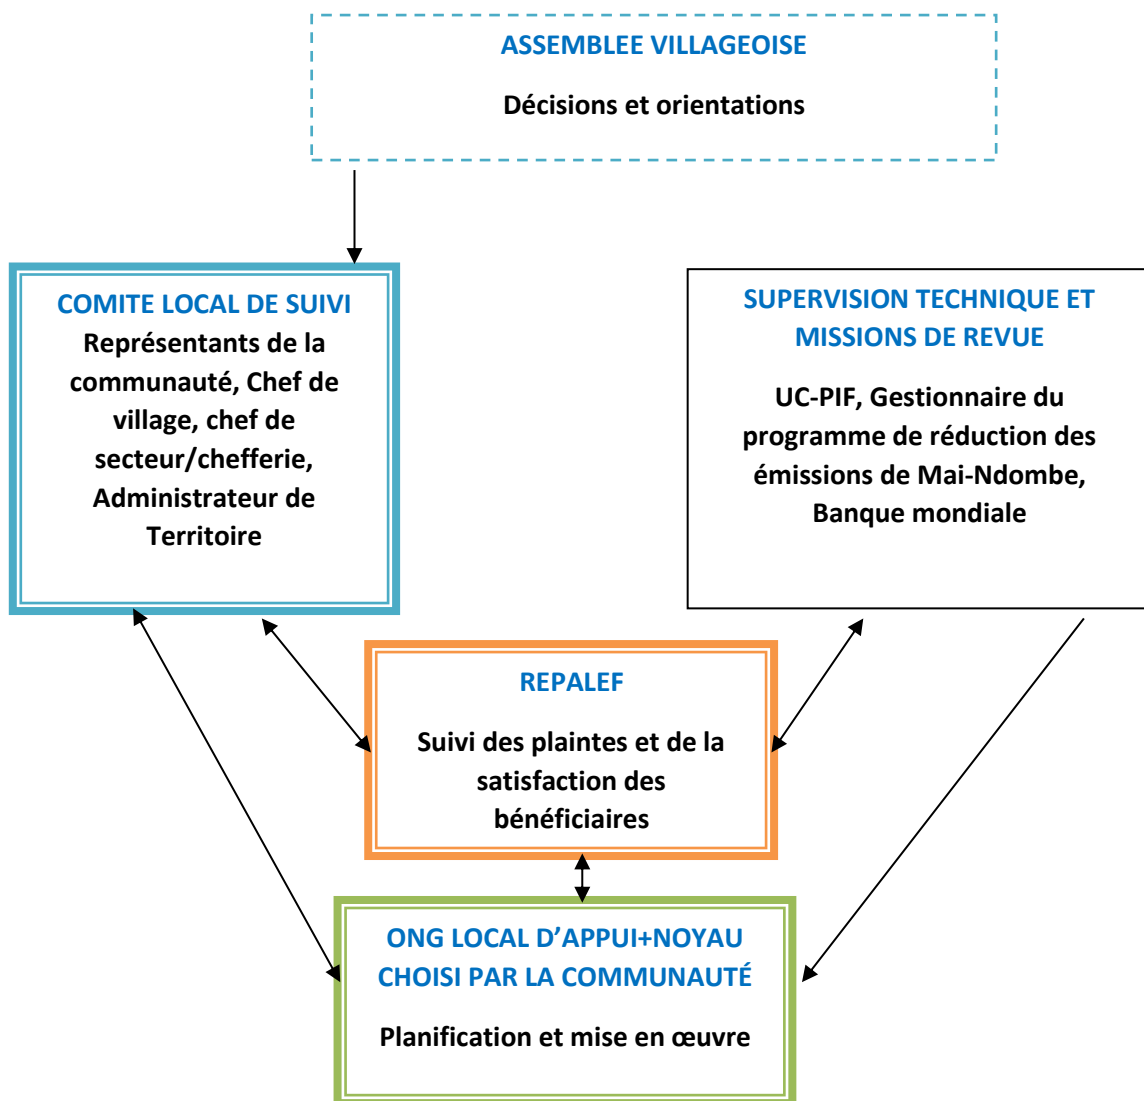 ASSEMBLEE VILLAGEOISE
Décisions et orientations
COMITE LOCAL DE SUIVI
Représentants de la
communauté, Chef de
village, chef de
secteur/chefferie,
Administrateur de
Territoire
SUPERVISION TECHNIQUE ET
MISSIONS DE REVUE
UC-PIF, Gestionnaire du
programme de réduction des
émissions de Mai-Ndombe,
Banque mondiale
REPALEF
Suivi des plaintes et de la
satisfaction des
bénéficiaires
ONG LOCAL D’APPUI+NOYAU
CHOISI PAR LA COMMUNAUTÉ
Planification et mise en œuvre